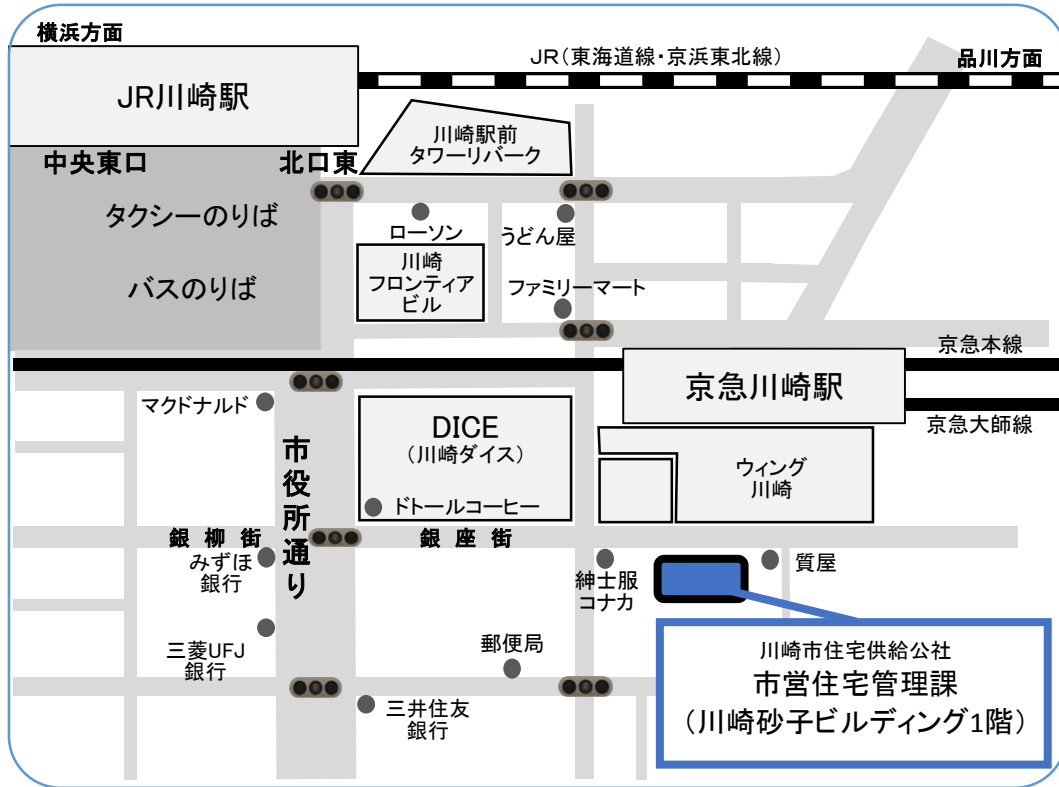 横浜方面
JR(東海道線・京浜東北線)
品川方面
JR川崎駅
川崎駅前
タワーリバーク
中央東口
北口東
タクシーのりば
ローソン
うどん屋
川崎
フロンティア
ビル
バスのりば
ファミリーマート
京急本線
京急川崎駅
マクドナルド
京急大師線
DICE
(川崎ダイス)
市役所通り
ウィング
川崎
ドトールコーヒー
銀柳街
銀座街
みずほ
銀行
紳士服
コナカ
質屋
三菱UFJ
銀行
郵便局
川崎市住宅供給公社
市営住宅管理課
(川崎砂子ビルディング1階)
三井住友
銀行